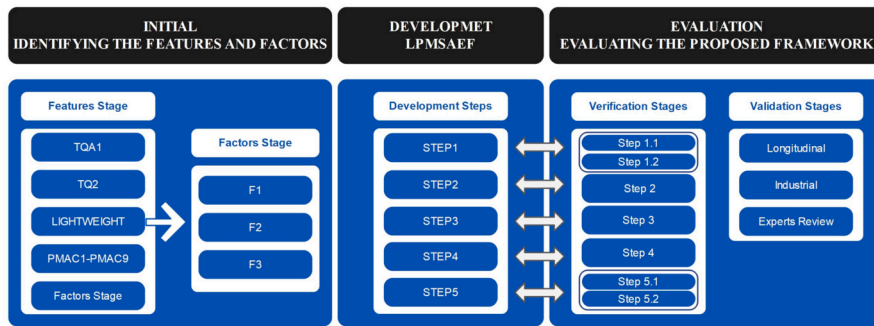 INITIAL
IDENTIFYING THE FEATURES AND FACTORS
DEVELOPMET
LPMSAEF
EVALUATION
EVALUATING THE PROPOSED FRAMEWORK
Features Stage
TQA1
TQ2
LIGHTWEIGHT
PMAC1-PMAC9
Factors Stage
Factors Stage
F1
F2
F3
Development Steps
STEP1
STEP2
STEP3
STEP4
STEP5
Verification Stages
Step 1.1
Step 1.2
Step 2
Step 3
Step 4
Step 5.1
Step 5.2
Validation Stages
Longitudinal
Industrial
Experts Review